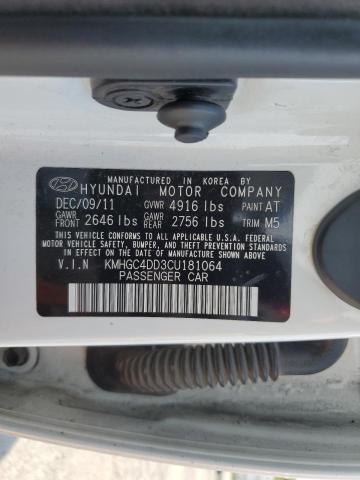 MANUFACTURED IN KOREA BY
HYUNDAI MOTOR COMPANY
DEC/09/11 GVWR 4916 lbs PAINT AT
GAWR FRONT 2646 lbs GAWR REAR 2756 lbs TRIM M5
THIS VEHICLE CONFORMS TO ALL APPLICABLE U.S.A. FEDERAL
MOTOR VEHICLE SAFETY, BUMPER, AND THEFT PREVENTION STANDARDS
IN EFFECT ON THE DATE OF MANUFACTURE SHOWN ABOVE.
V.I.N KMHGC4DD3CU181064
PASSENGER CAR